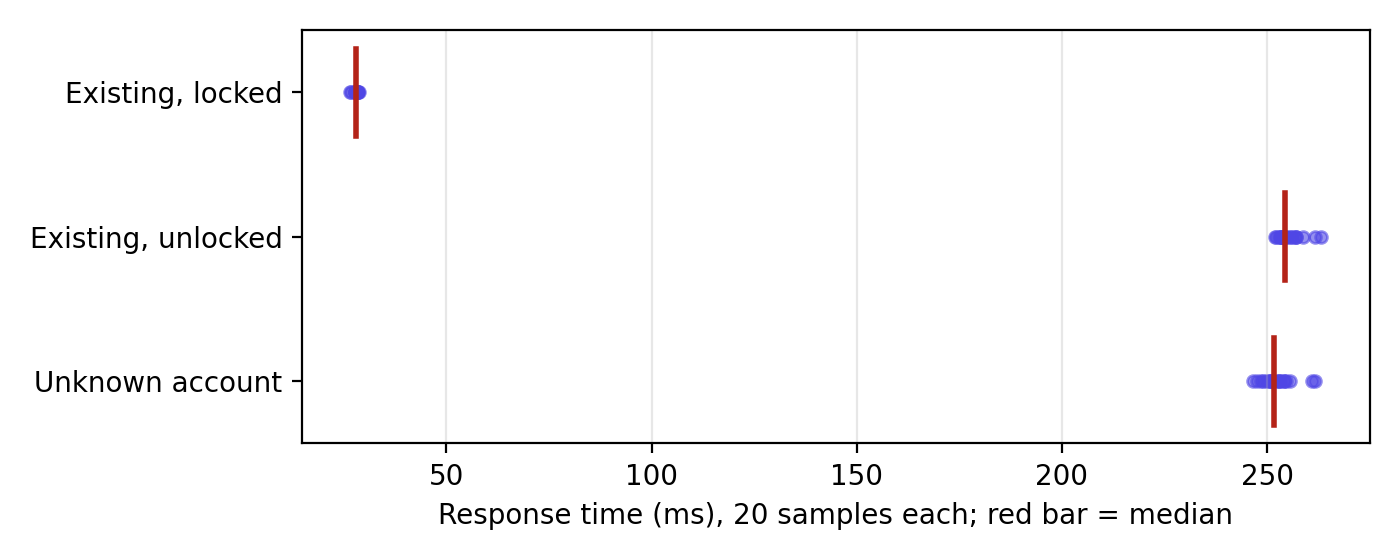 Existing, locked
Existing, unlocked
Unknown account
50 100 150 200 250
Response time (ms), 20 samples each; red bar = median